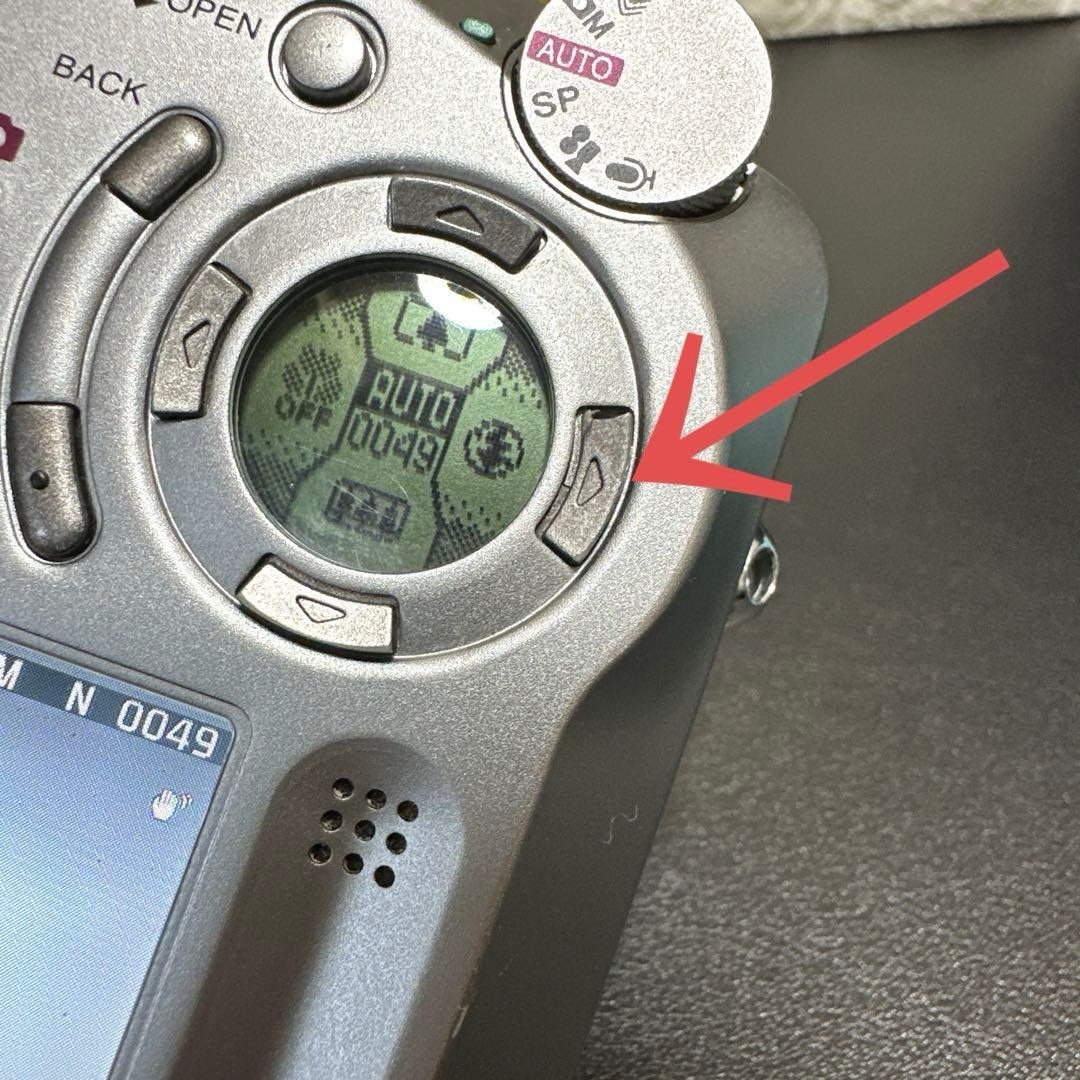 OPEN
BACK
M
AUTO
SP
OFF
AUTO
0049
M N 0049